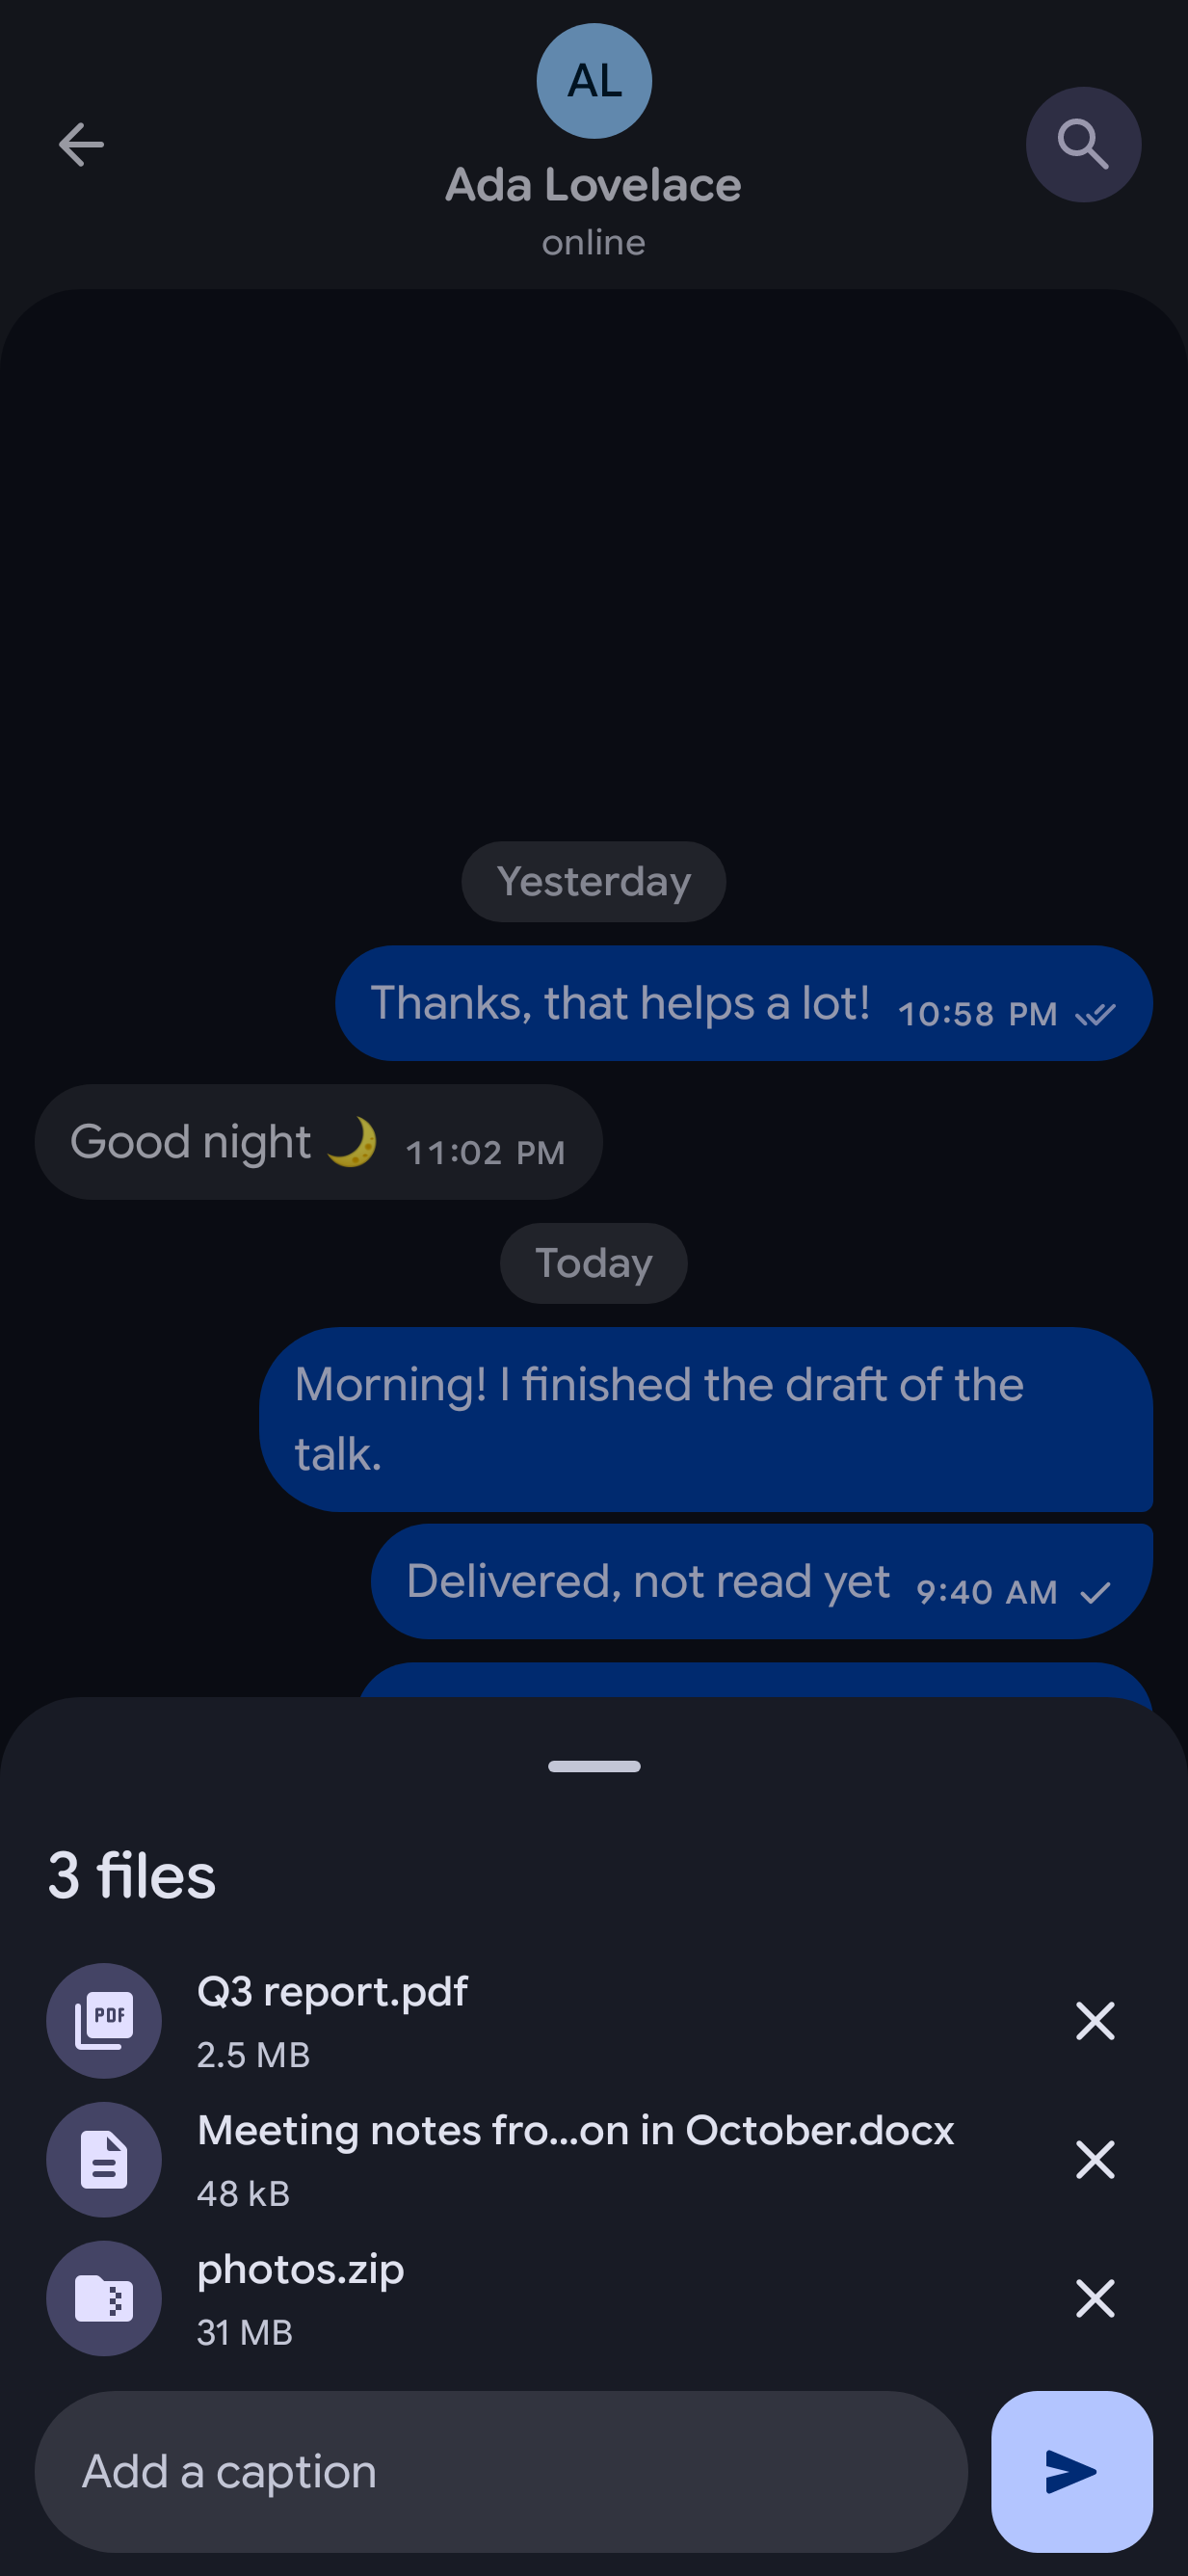 AL
Ada Lovelace
online
Yesterday
Thanks, that helps a lot! 10:58 PM
Good night 🌙 11:02 PM
Today
Morning! I finished the draft of the
talk.
Delivered, not read yet 9:40 AM
3 files
PDF
Q3 report.pdf
2.5 MB
Meeting notes fro...on in October.docx
48 kB
photos.zip
31 MB
Add a caption